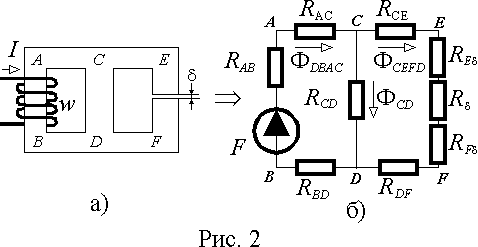 I
A C E
w
δ
B D F
а)
A R_AC C R_CE E
R_AB Φ_DBAC Φ_CEFD R_Eδ
R_CD Φ_CD R_δ
F R_Fδ
B R_BD D R_DF F
б)
Рис. 2